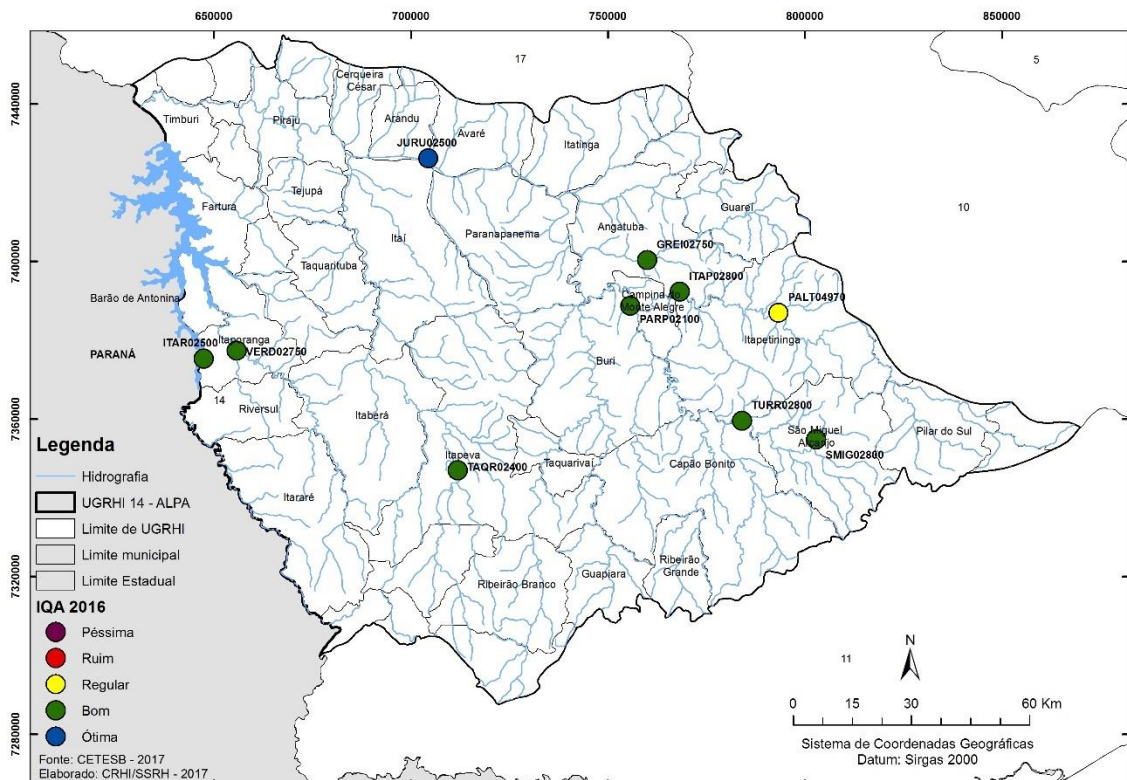 650000 700000 750000 800000 850000
17
5
7440000
Cerqueira
César
Timburi
Piraju
Arandu
Avaré
JURU02500
Itatinga
Tejupá
Fartura
Guareí
10
Itaí
Paranapanema
Angatuba
GREI02750
7400000
Taquarituba
ITAP02800
Barão de Antonina
Campina do
Monte Alegre
PALT04970
PARP02100
ITAR02500
Itaporanga
VERD02750
Itapetininga
PARANÁ
Buri
14
Riversul
Itaberá
TURR02800
7360000
São Miguel
Arcanjo
Pilar do Sul
SMIG02800
Itapeva
TAQR02400
Taquarivaí
Capão Bonito
Itararé
7320000
Ribeirão Branco
Guapiara
Ribeirão
Grande
11
7280000
Legenda
Hidrografia
UGRHI 14 - ALPA
Limite de UGRHI
Limite municipal
Limite Estadual
IQA 2016
Péssima
Ruim
Regular
Bom
Ótima
Fonte: CETESB - 2017
Elaborado: CRHI/SSRH - 2017
N
0 15 30 60 Km
Sistema de Coordenadas Geográficas
Datum: Sirgas 2000